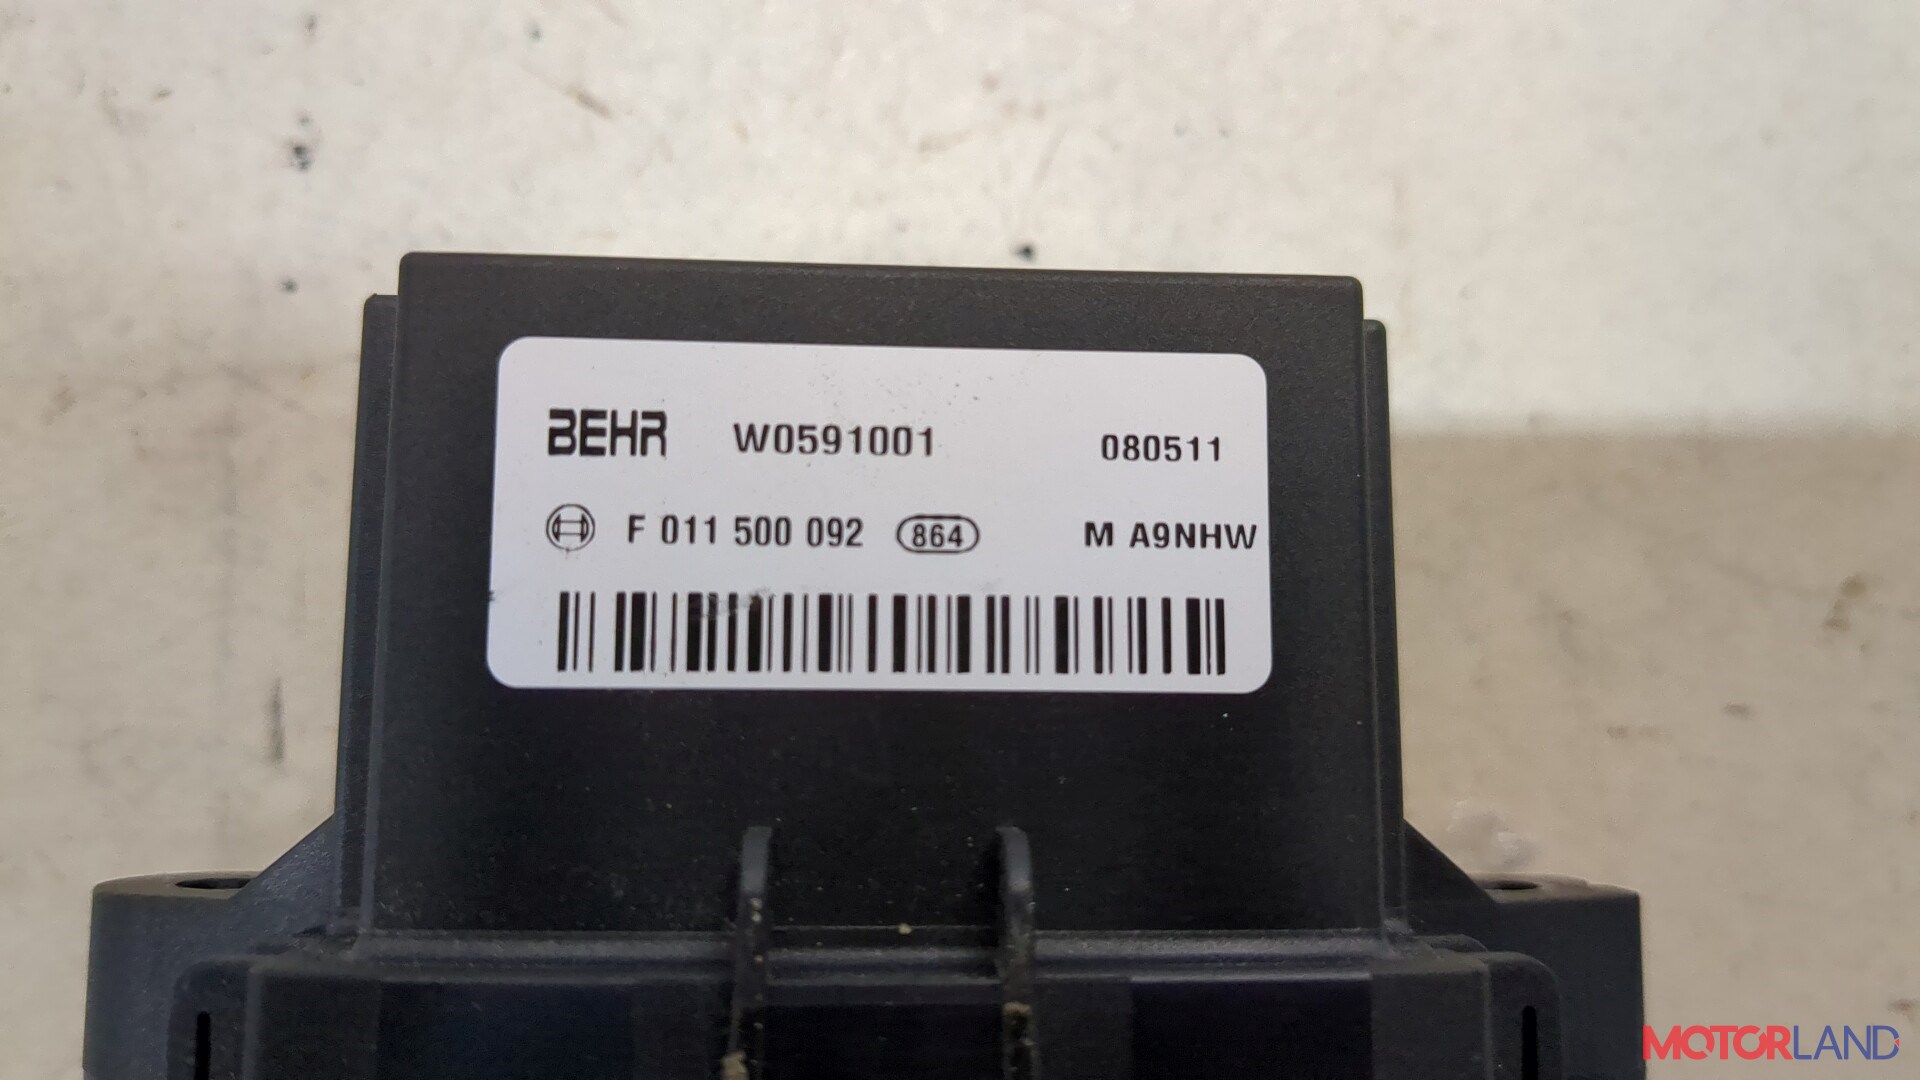 BEHR W0591001 080511
F 011 500 092 864 M A9NHW
MOTORLAND